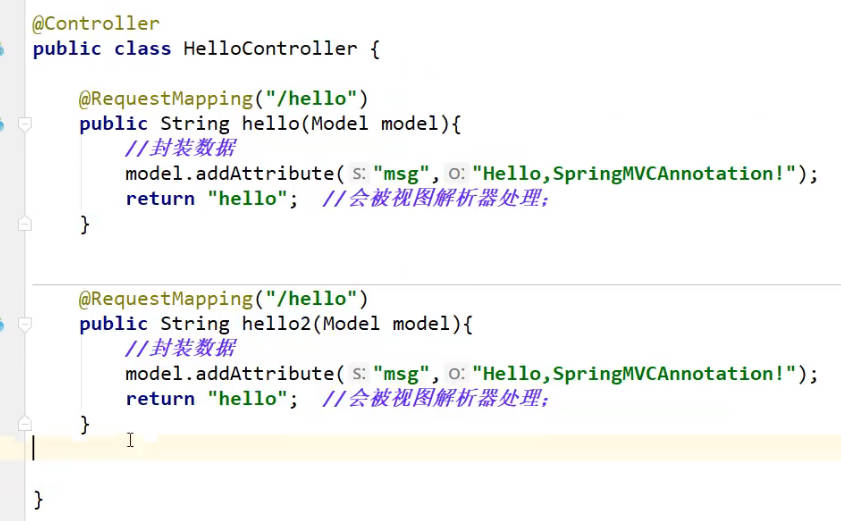 @Controller
public class HelloController {
@RequestMapping("/hello")
public String hello(Model model){
//封装数据
model.addAttribute( s: "msg", o: "Hello,SpringMVCAnnotation!");
return "hello"; //会被视图解析器处理;
}
@RequestMapping("/hello")
public String hello2(Model model){
//封装数据
model.addAttribute( s: "msg", o: "Hello,SpringMVCAnnotation!");
return "hello"; //会被视图解析器处理;
}
}